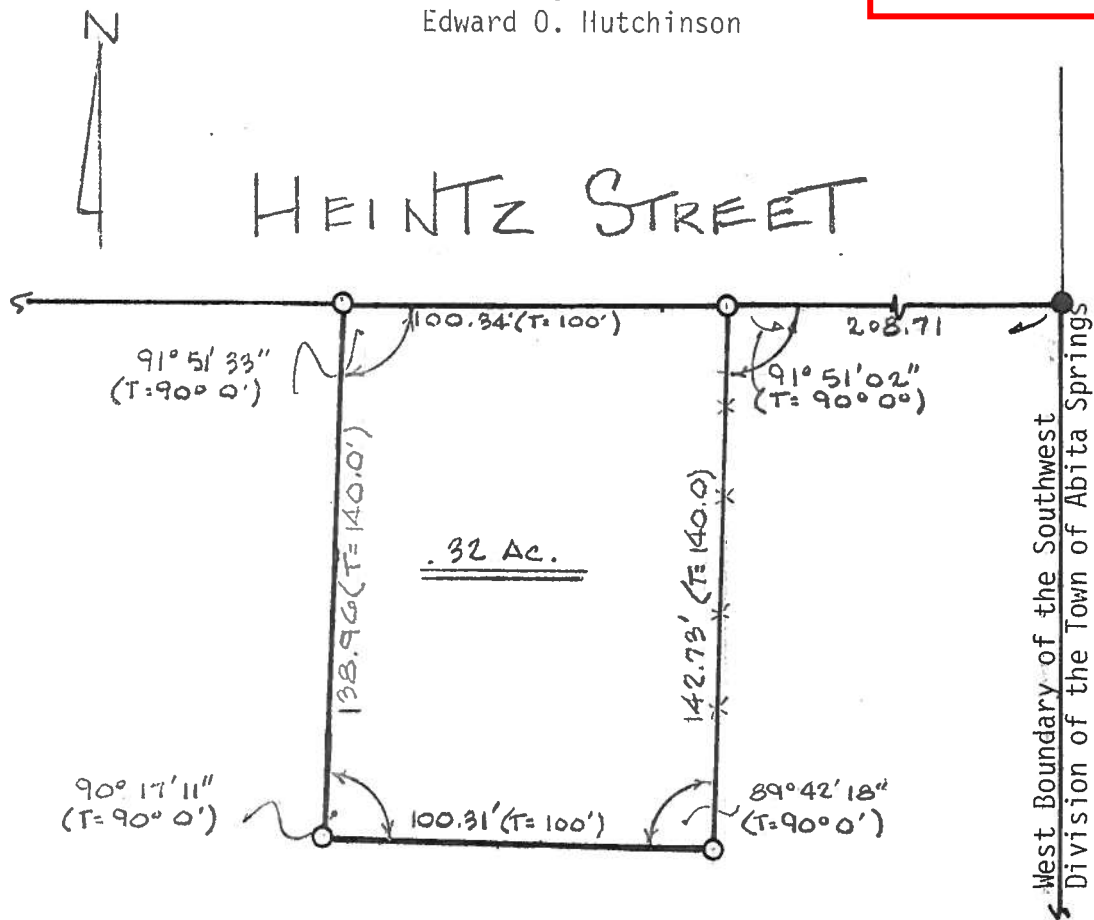 Edward O. Hutchinson
N
HEINTZ STREET
100.34'(T=100')
208.71
91° 51' 33"
(T=90° 0')
91° 51' 02"
(T= 90° 0°)
138.96(T=140.0')
.32 AC.
142.73' (T=140.0)
90° 17' 11"
(T=90° 0')
100.31'(T=100')
89° 42' 18"
(T=90° 0')
West Boundary of the Southwest
Division of the Town of Abita Springs